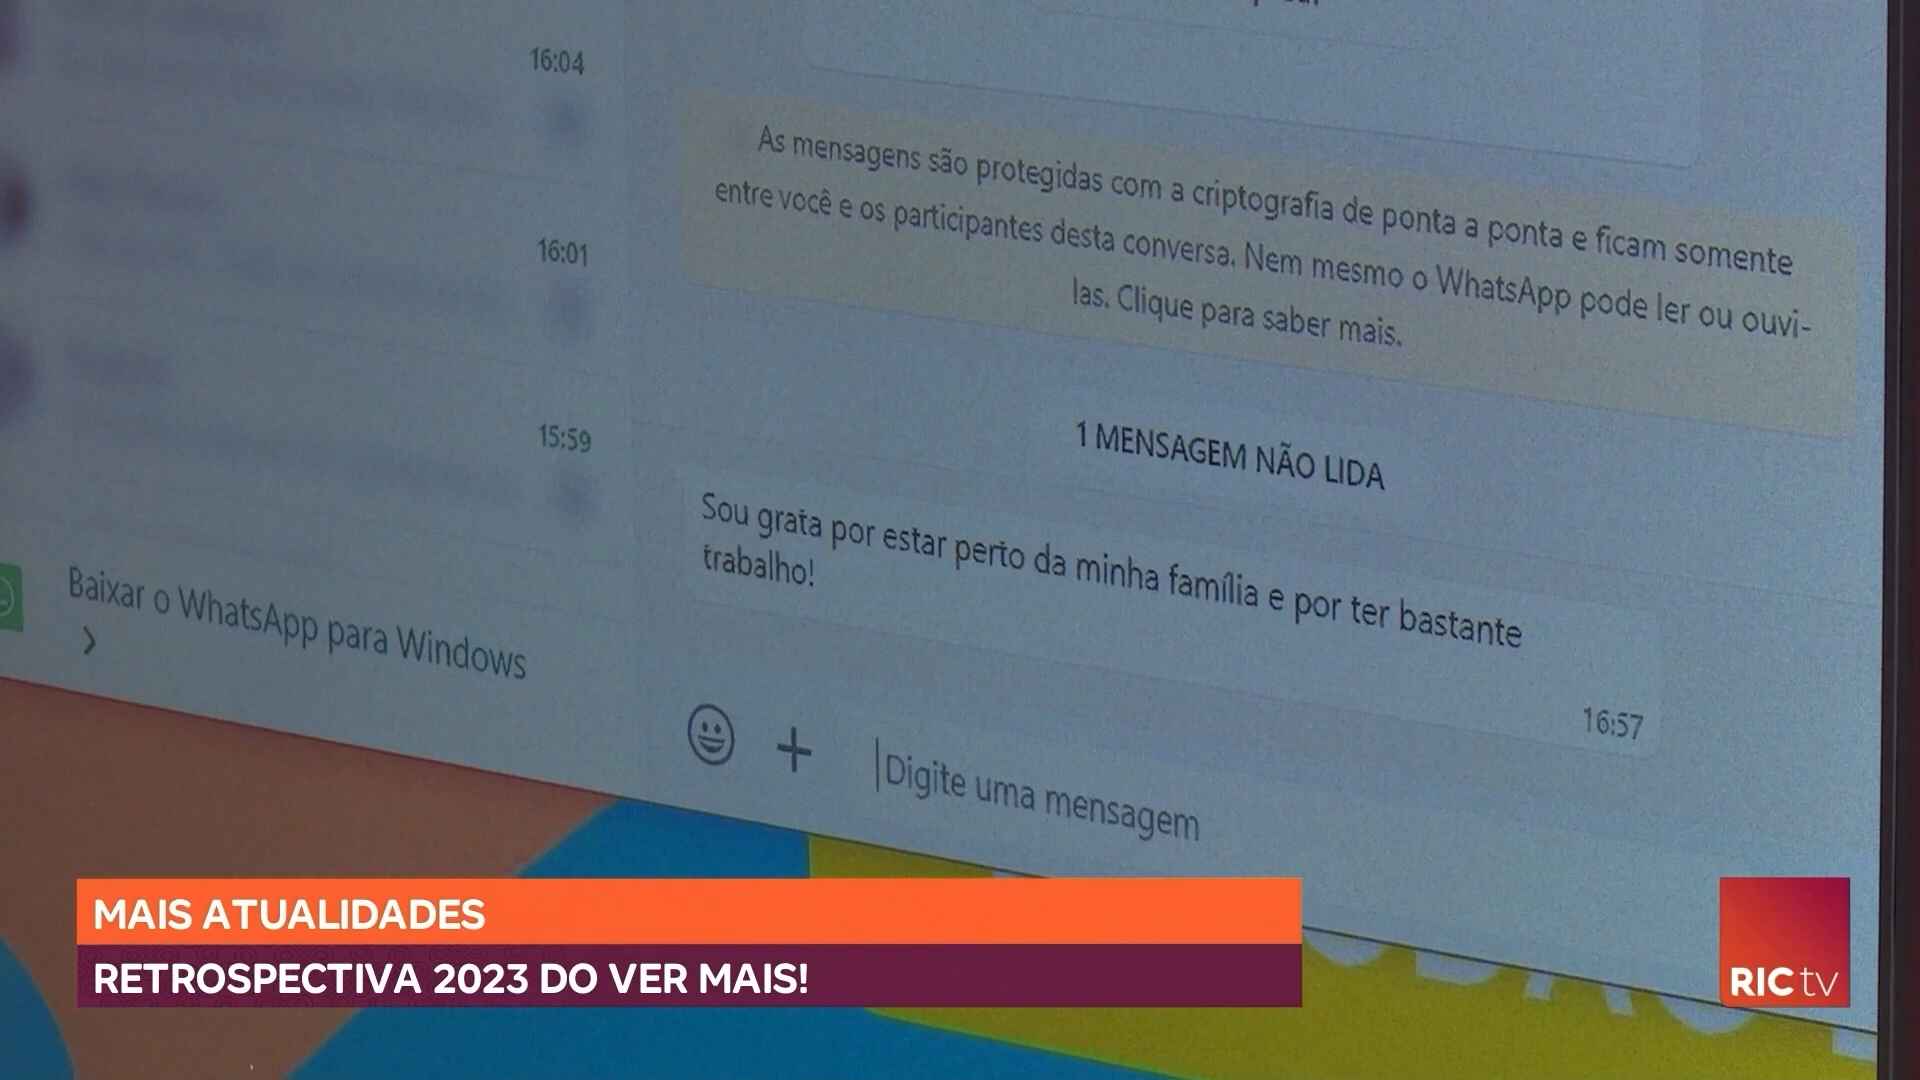 16:04
16:01
15:59
Baixar o WhatsApp para Windows
As mensagens são protegidas com a criptografia de ponta a ponta e ficam somente
entre você e os participantes desta conversa. Nem mesmo o WhatsApp pode ler ou ouvi-
las. Clique para saber mais.
1 MENSAGEM NÃO LIDA
Sou grata por estar perto da minha família e por ter bastante
trabalho!
16:57
Digite uma mensagem
MAIS ATUALIDADES
RETROSPECTIVA 2023 DO VER MAIS!
RIC tv